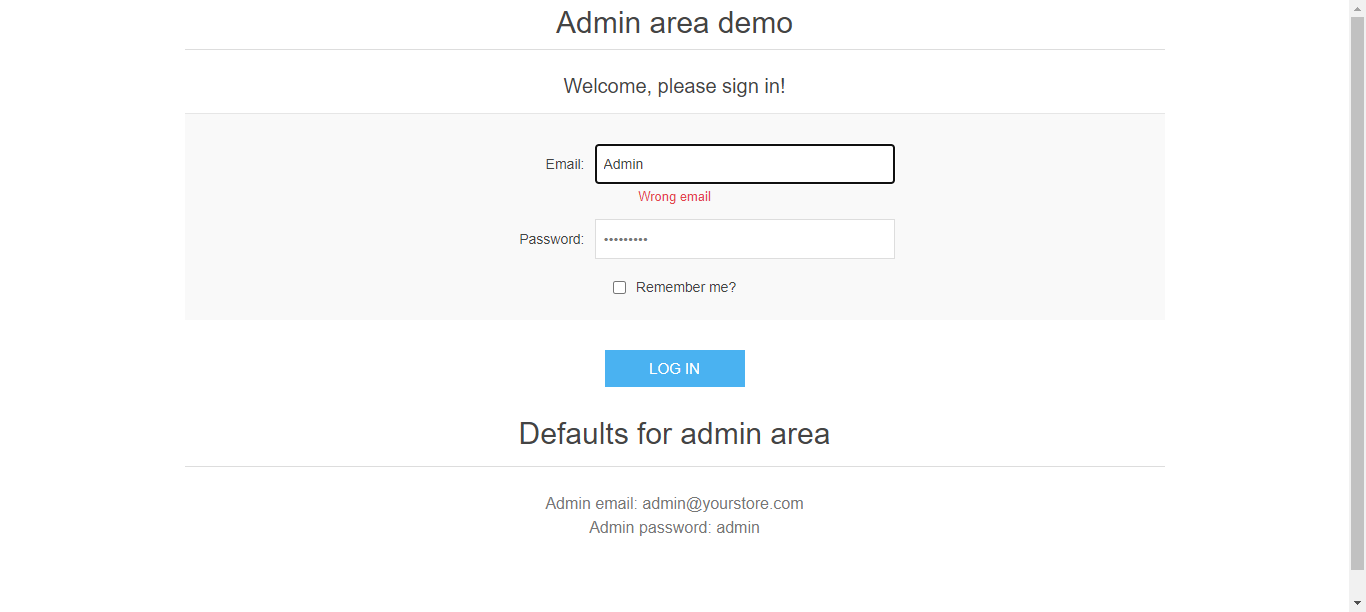 Admin area demo
Welcome, please sign in!
Email: Admin
Wrong email
Password: •••••••••
Remember me?
LOG IN
Defaults for admin area
Admin email: admin@yourstore.com
Admin password: admin